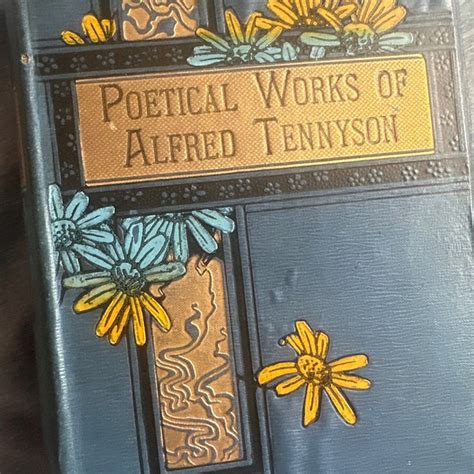 POETICAL WORKS OF
ALFRED TENNYSON